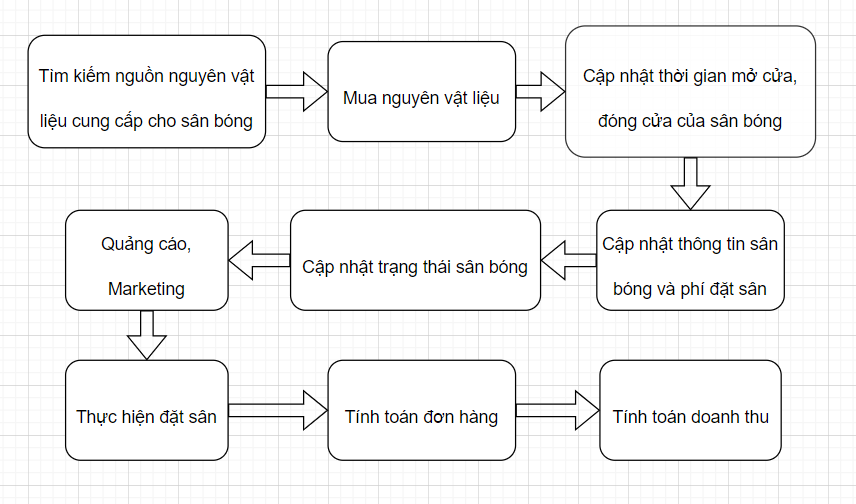 Tìm kiếm nguồn nguyên vật
liệu cung cấp cho sân bóng
Mua nguyên vật liệu
Cập nhật thời gian mở cửa,
đóng cửa của sân bóng
Cập nhật thông tin sân
bóng và phí đặt sân
Cập nhật trạng thái sân bóng
Quảng cáo,
Marketing
Thực hiện đặt sân
Tính toán đơn hàng
Tính toán doanh thu